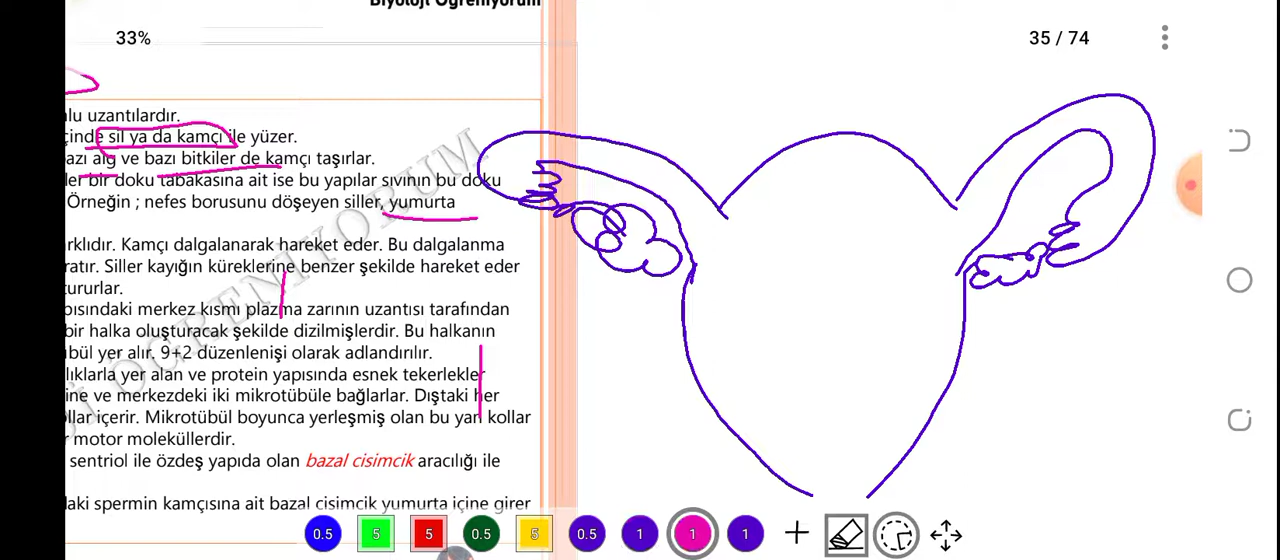 Biyoloji Öğreniyorum
33%
35 / 74
lu uzantılardır.
çinde sil ya da kamçı ile yüzer.
azı alg ve bazı bitkiler de kamçı taşırlar.
ler bir doku tabakasına ait ise bu yapılar sıvının bu doku
Örneğin ; nefes borusunu döşeyen siller, yumurta
arklıdır. Kamçı dalgalanarak hareket eder. Bu dalgalanma
ratır. Siller kayığın küreklerine benzer şekilde hareket eder
tururlar.
pısındaki merkez kısmı plazma zarının uzantısı tarafından
bir halka oluşturacak şekilde dizilmişlerdir. Bu halkanın
übül yer alır. 9+2 düzenlenişi olarak adlandırılır.
lıklarla yer alan ve protein yapısında esnek tekerlekler
ine ve merkezdeki iki mikrotübüle bağlarlar. Dıştaki her
ollar içerir. Mikrotübül boyunca yerleşmiş olan bu yan kollar
r motor moleküllerdir.
sentriol ile özdeş yapıda olan bazal cisimcik aracılığı ile
daki spermin kamçısına ait bazal cisimcik yumurta içine girer
ÖĞRENİYORUM
0.5 5 5 0.5 5 0.5 1 1 1